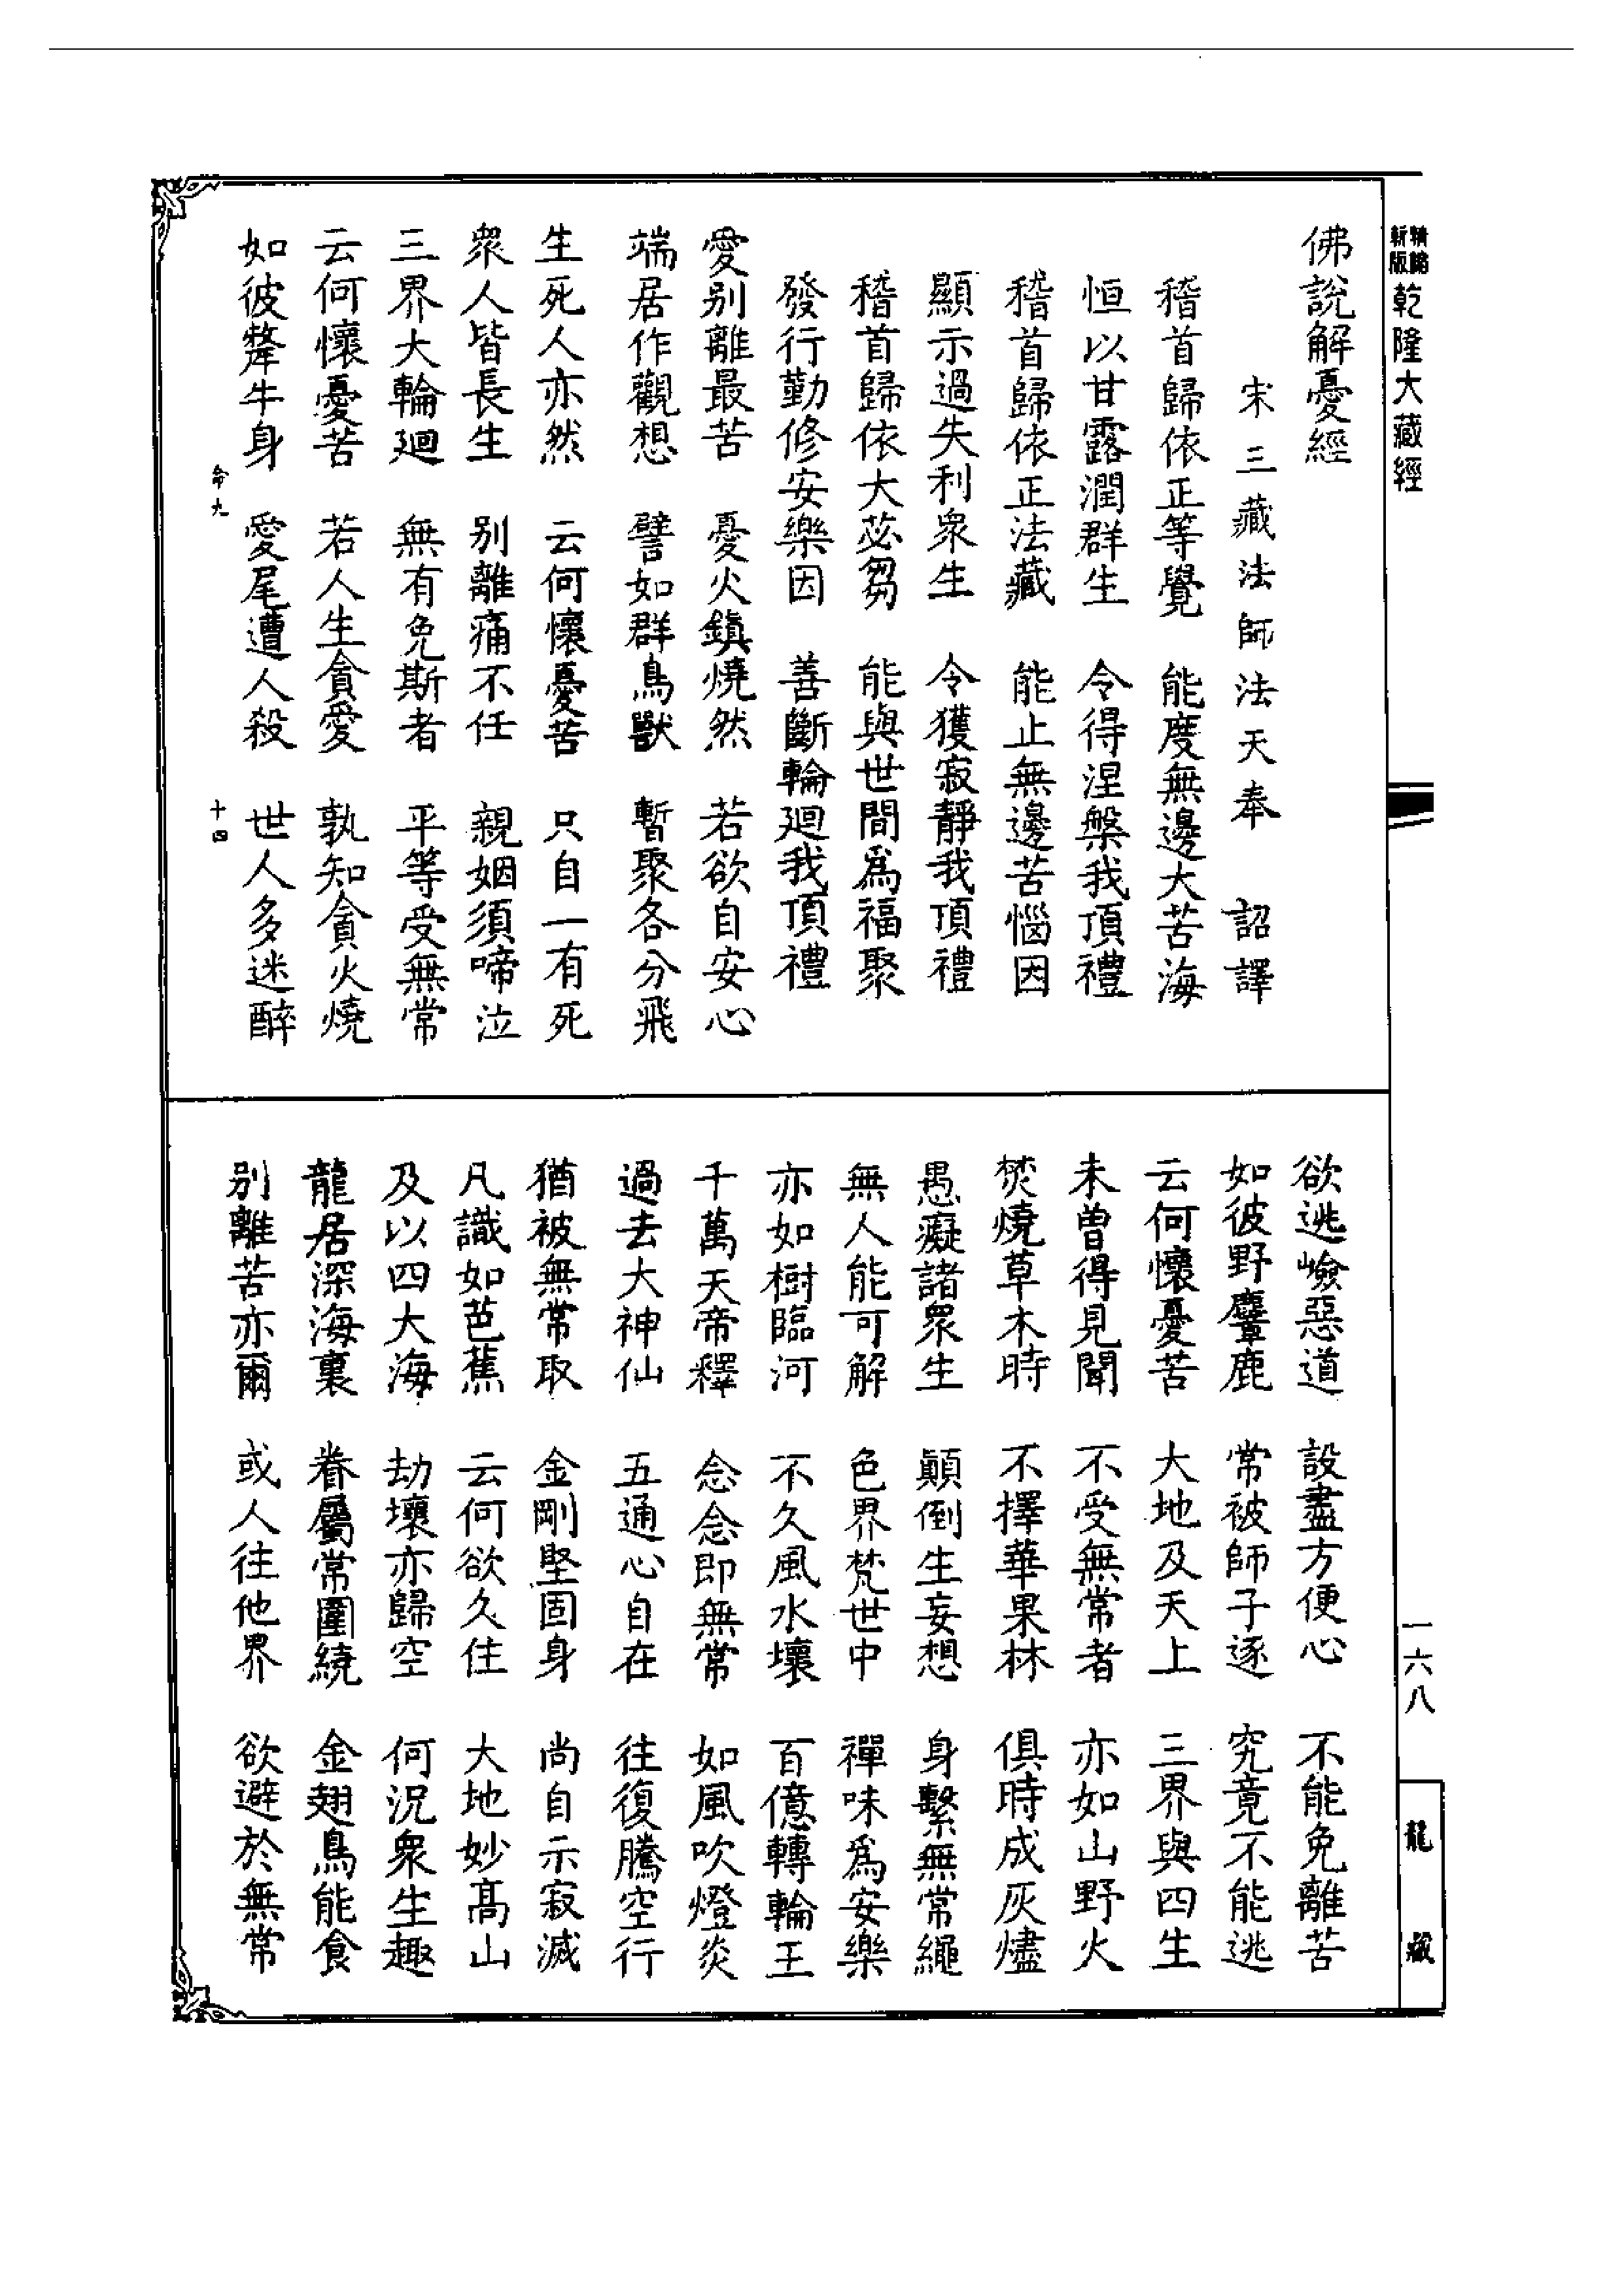 精縮新版 乾隆大藏經
佛說解憂經
宋三藏法師法天奉 詔譯
稽首歸依正等覺 能度無邊大苦海
恒以甘露潤群生 令得涅槃我頂禮
稽首歸依正法藏 能止無邊苦惱因
顯示過失利衆生 令獲寂靜我頂禮
稽首歸依大苾芻 能與世間為福聚
發行勤修安樂因 善斷輪廻我頂禮
愛別離最苦 憂火鎮燒然 若欲自安心
端居作觀想 譬如群鳥獸 暫聚各分飛
生死人亦然 云何懷憂苦 只自一有死
衆人皆長生 別離痛不任 親姻須啼泣
三界大輪廻 無有免斯者 平等受無常
云何懷憂苦 若人生貪愛 孰知貪火燒
如彼犛牛身 愛尾遭人殺 世人多迷醉
命九 十四
欲逃嶮惡道 設盡方便心 不能免離苦
如彼野麞鹿 常被師子逐 究竟不能逃
云何懷憂苦 大地及天上 三界與四生
未曾得見聞 不受無常者 亦如山野火
焚燒草木時 不擇華果林 俱時成灰燼
愚癡諸衆生 顛倒生妄想 身繫無常繩
無人能可解 色界梵世中 禪味為安樂
亦如樹臨河 不久風水壞 百億轉輪王
千萬天帝釋 念念即無常 如風吹燈炎
過去大神仙 五通心自在 往復騰空行
猶被無常取 金剛堅固身 尚自示寂滅
凡識如芭蕉 云何欲久住 大地妙高山
及以四大海 劫壞亦歸空 何況衆生趣
龍居深海裏 眷屬常圍繞 金翅鳥能食
別離苦亦爾 或人往他界 欲避於無常
一六八
龍藏